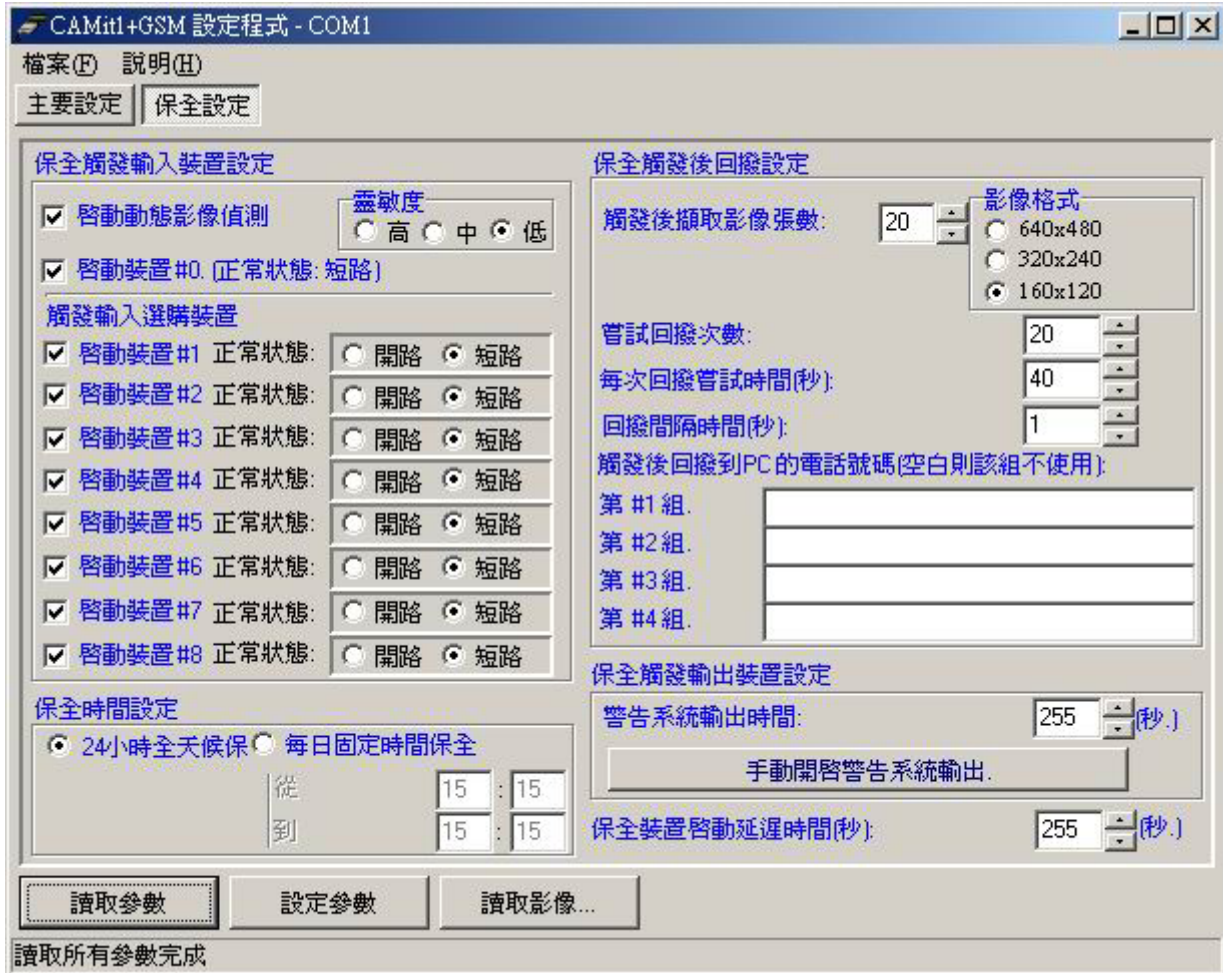 CAMit1+GSM 設定程式 - COM1
檔案(F) 說明(H)
主要設定 保全設定
保全觸發輸入裝置設定
啓動動態影像偵測
靈敏度
高 中 低
啓動裝置#0. (正常狀態: 短路)
觸發輸入選購裝置
啓動裝置#1 正常狀態: 開路 短路
啓動裝置#2 正常狀態: 開路 短路
啓動裝置#3 正常狀態: 開路 短路
啓動裝置#4 正常狀態: 開路 短路
啓動裝置#5 正常狀態: 開路 短路
啓動裝置#6 正常狀態: 開路 短路
啓動裝置#7 正常狀態: 開路 短路
啓動裝置#8 正常狀態: 開路 短路
保全時間設定
24小時全天候保 每日固定時間保全
從 15 : 15
到 15 : 15
保全觸發後回撥設定
觸發後擷取影像張數: 20
影像格式
640x480
320x240
160x120
嘗試回撥次數: 20
每次回撥嘗試時間(秒): 40
回撥間隔時間(秒): 1
觸發後回撥到PC的電話號碼(空白則該組不使用):
第 #1 組.
第 #2 組.
第 #3 組.
第 #4 組.
保全觸發輸出裝置設定
警告系統輸出時間: 255 (秒.)
手動開啓警告系統輸出.
保全裝置啓動延遲時間(秒): 255 (秒.)
讀取參數 設定參數 讀取影像...
讀取所有參數完成